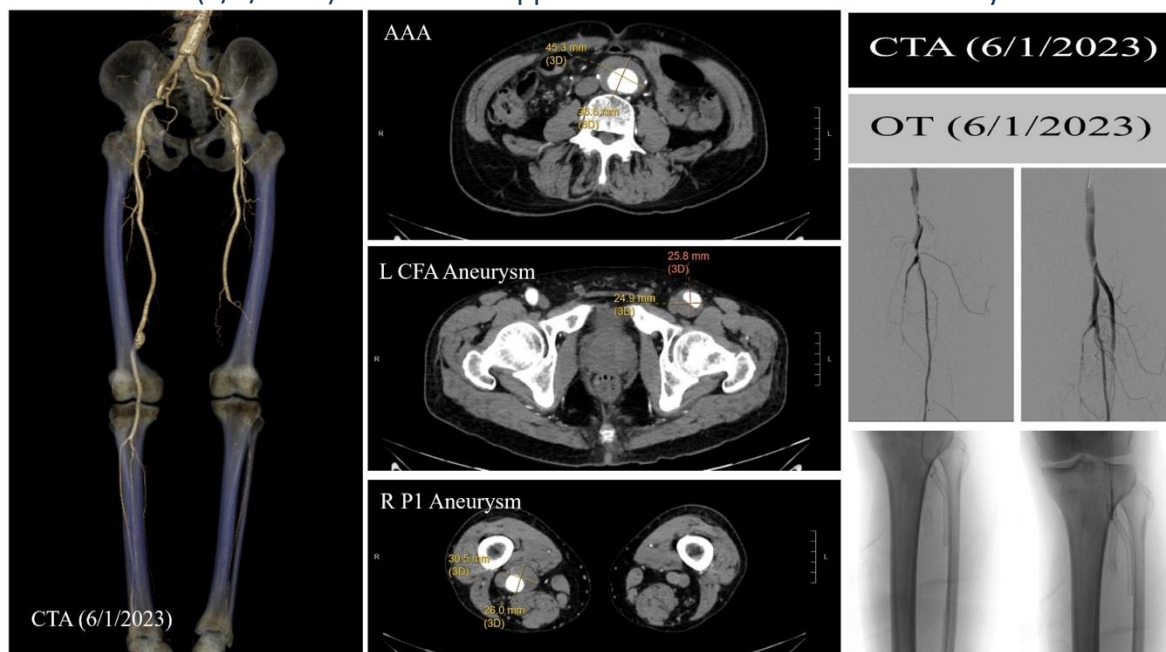 AAA
45.3 mm
(3D)
(3D)
R
L
CTA (6/1/2023)
OT (6/1/2023)
L CFA Aneurysm
25.8 mm
(3D)
24.9 mm
(3D)
R
L
R P1 Aneurysm
30.5 mm
(3D)
26.0 mm
(3D)
R
L
CTA (6/1/2023)